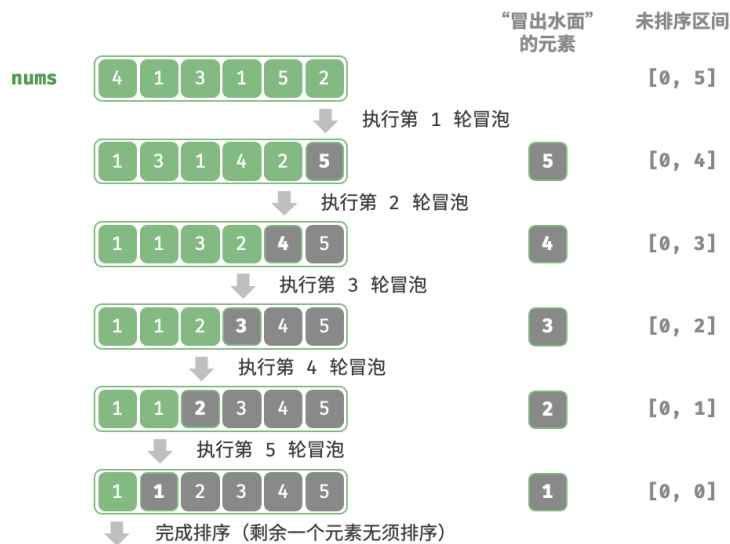 “冒出水面” 未排序区间
的元素
nums 4 1 3 1 5 2 [0, 5]
执行第 1 轮冒泡
1 3 1 4 2 5 5 [0, 4]
执行第 2 轮冒泡
1 1 3 2 4 5 4 [0, 3]
执行第 3 轮冒泡
1 1 2 3 4 5 3 [0, 2]
执行第 4 轮冒泡
1 1 2 3 4 5 2 [0, 1]
执行第 5 轮冒泡
1 1 2 3 4 5 1 [0, 0]
完成排序（剩余一个元素无须排序）